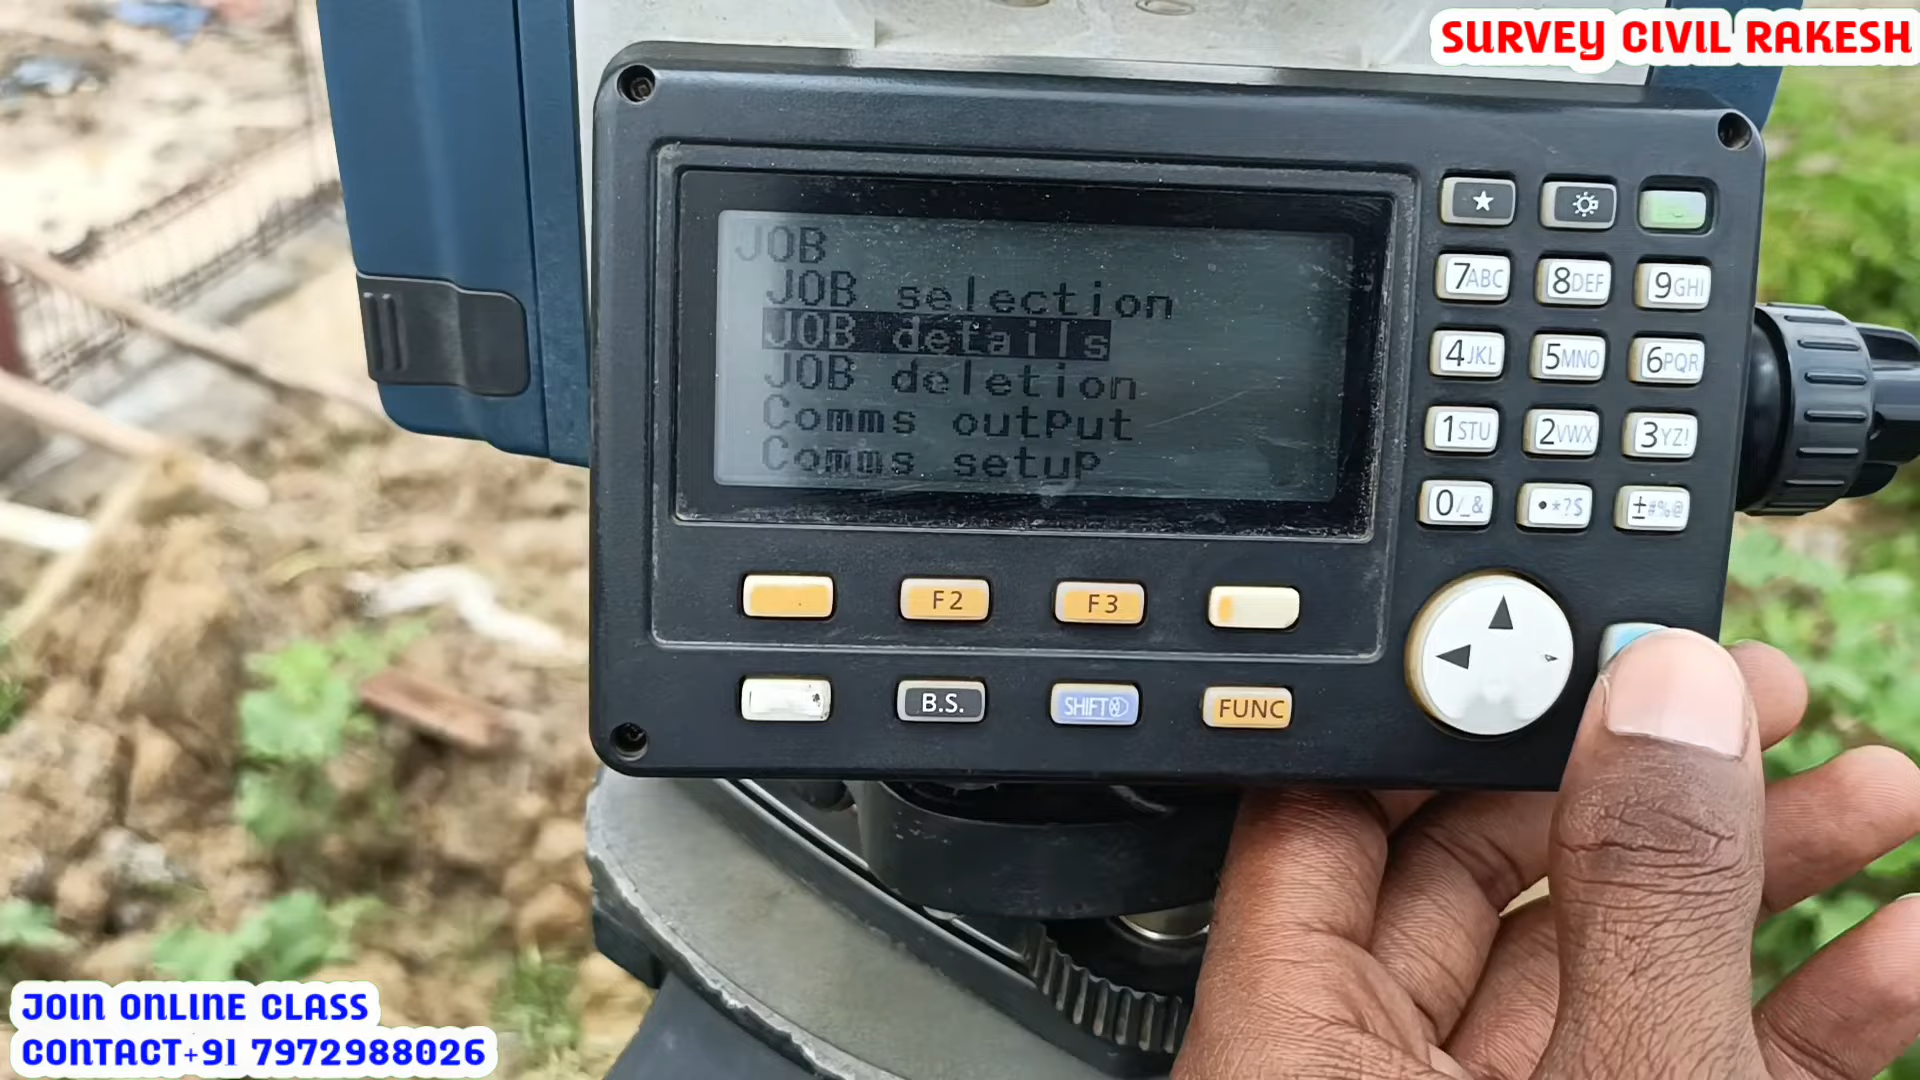 SURVEY CIVIL RAKESH
JOB
JOB selection
JOB details
JOB deletion
Comms output
Comms setup
★
7ABC 8DEF 9GHI
4JKL 5MNO 6PQR
1STU 2VWX 3YZ!
0/_& •*?$ ±#%@
F2 F3
B.S. SHIFT FUNC
JOIN ONLINE CLASS
CONTACT+91 7972988026